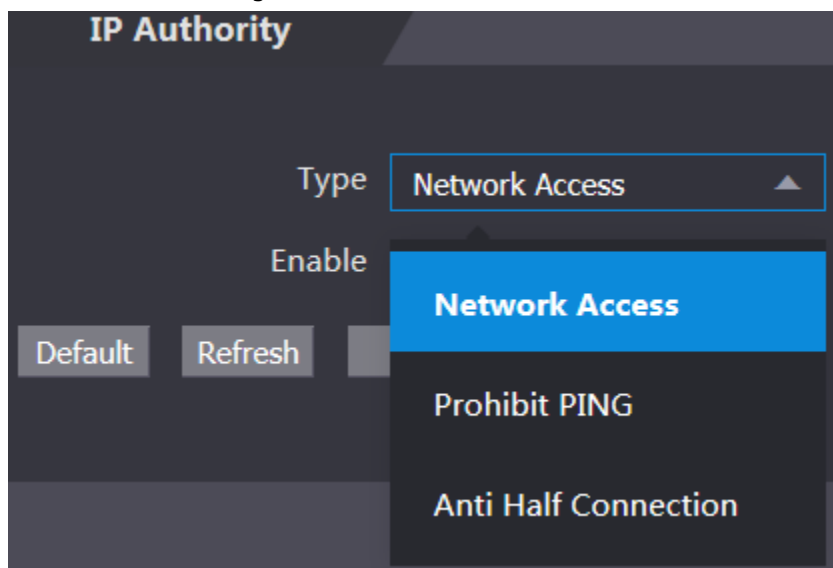 IP Authority
Type Network Access
Enable
Network Access
Default Refresh
Prohibit PING
Anti Half Connection